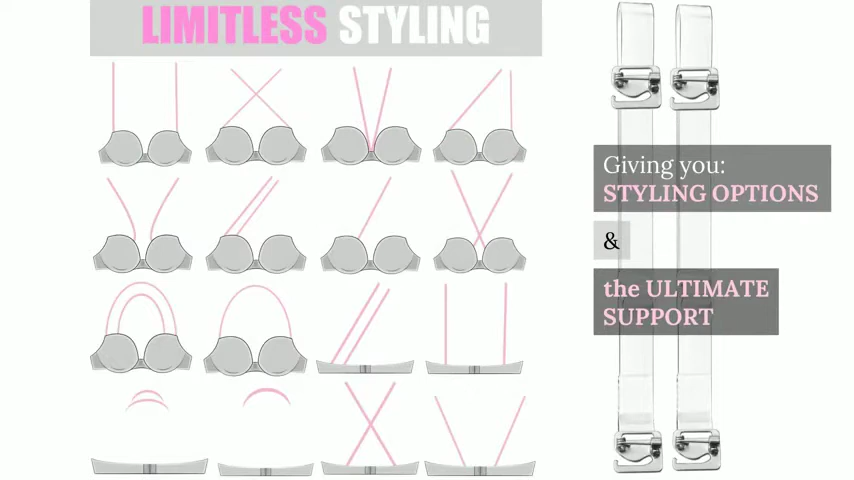 LIMITLESS STYLING
Giving you:
STYLING OPTIONS
&
the ULTIMATE
SUPPORT